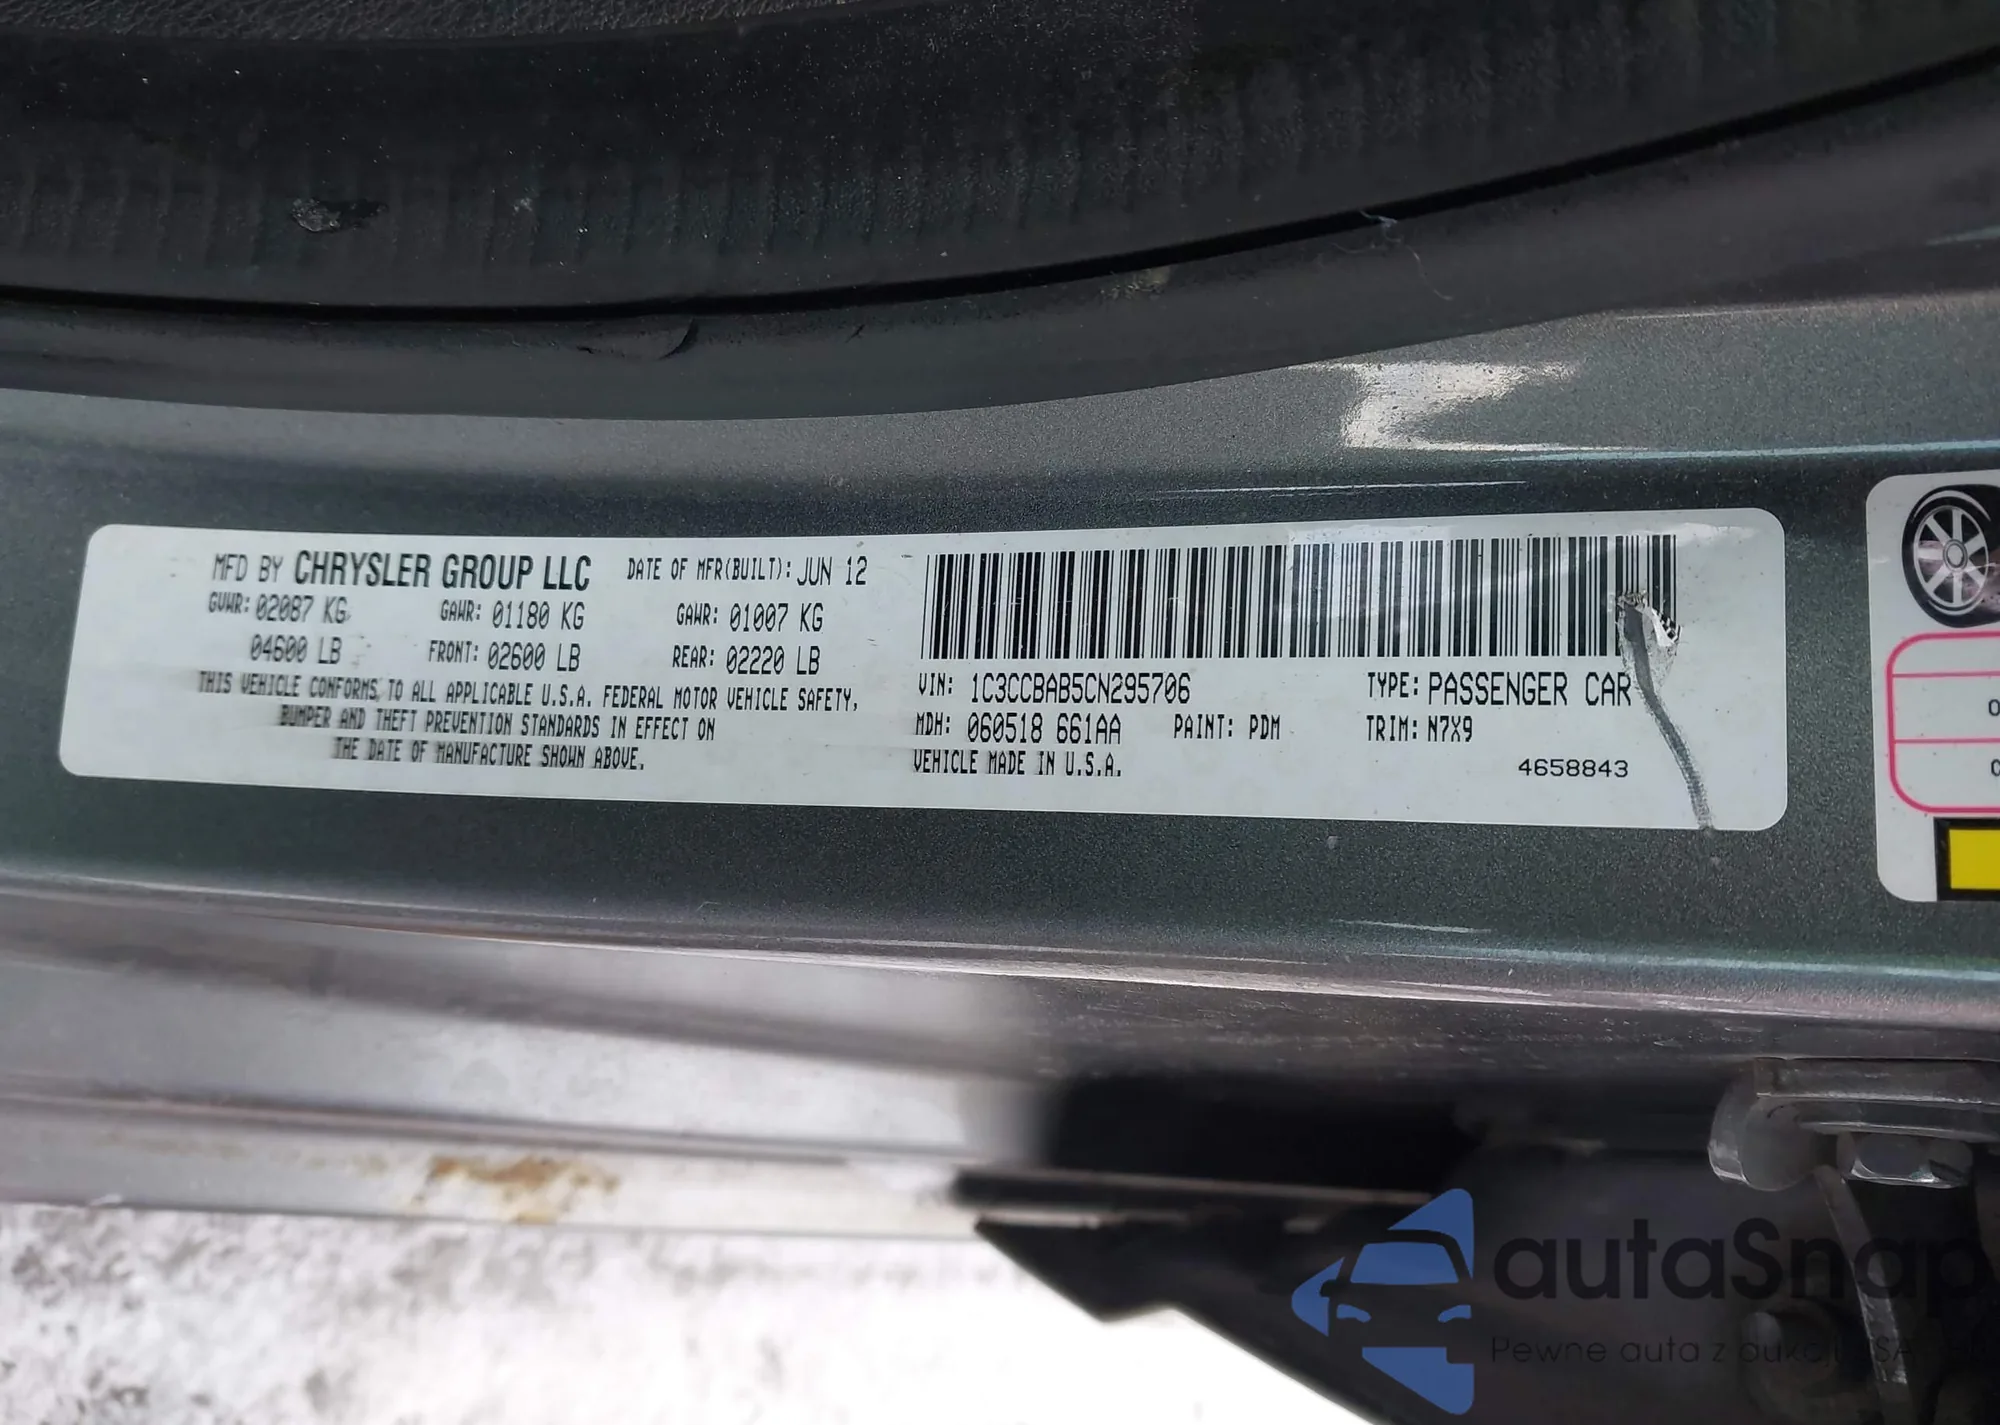 MFD BY CHRYSLER GROUP LLC DATE OF MFR(BUILT): JUN 12
GVWR: 02087 KG GAWR: 01180 KG GAWR: 01007 KG
04600 LB FRONT: 02600 LB REAR: 02220 LB
THIS VEHICLE CONFORMS TO ALL APPLICABLE U.S.A. FEDERAL MOTOR VEHICLE SAFETY,
BUMPER AND THEFT PREVENTION STANDARDS IN EFFECT ON
THE DATE OF MANUFACTURE SHOWN ABOVE.
VIN: 1C3CCBAB5CN295706 TYPE: PASSENGER CAR
MDH: 060518 661AA PAINT: PDM TRIM: N7X9
VEHICLE MADE IN U.S.A. 4658843
autaSnap
Pewne auta z aukcji